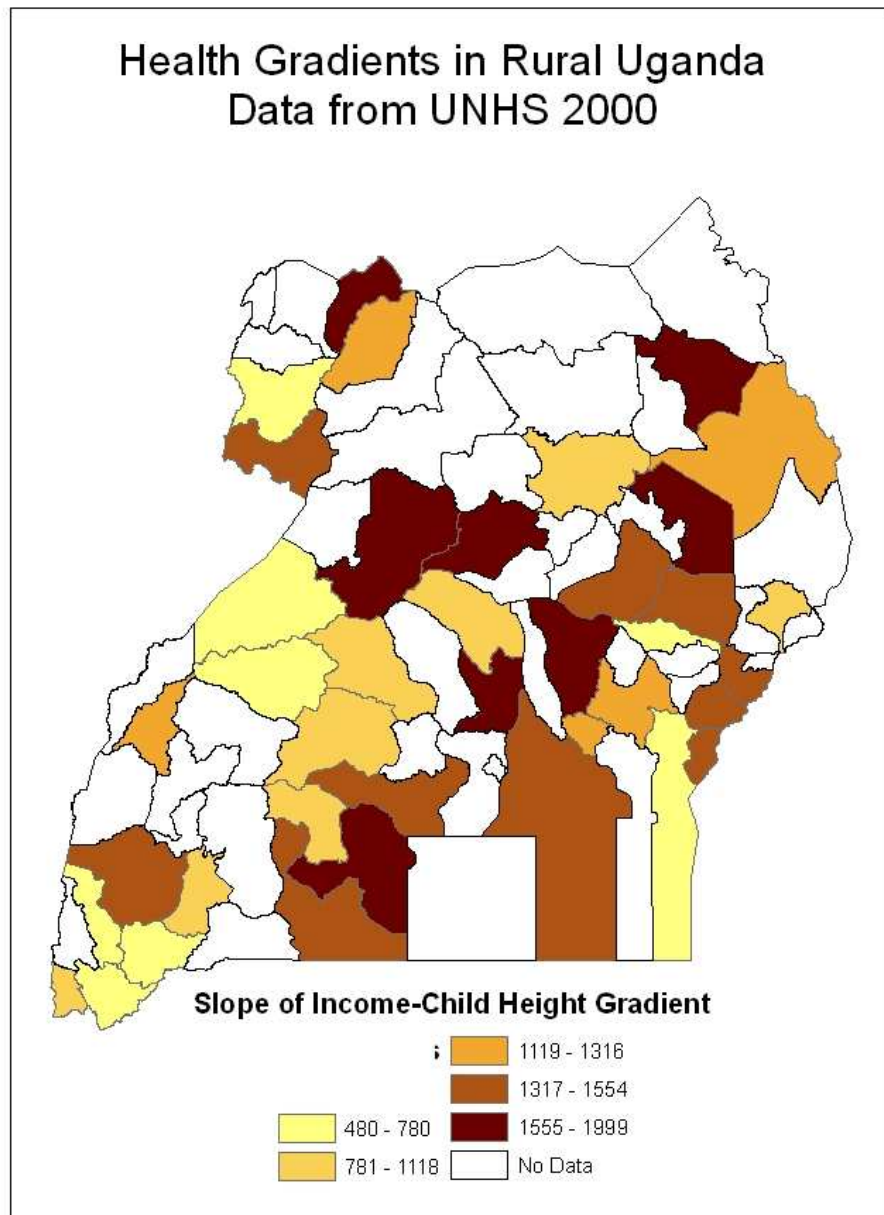 Health Gradients in Rural Uganda
Data from UNHS 2000
Slope of Income-Child Height Gradient
480 - 780
781 - 1118
1119 - 1316
1317 - 1554
1555 - 1999
No Data